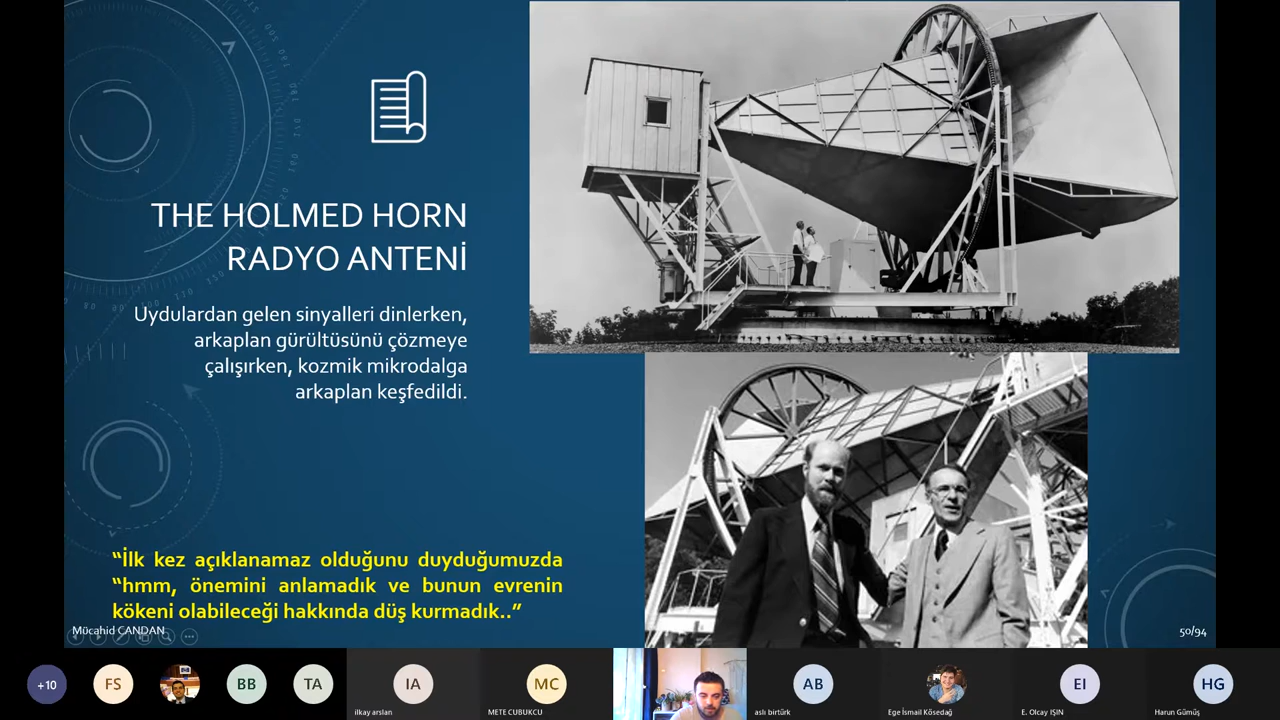 THE HOLMED HORN
RADYO ANTENİ
Uydulardan gelen sinyalleri dinlerken,
arkaplan gürültüsünü çözmeye
çalışırken, kozmik mikrodalga
arkaplan keşfedildi.
“İlk kez açıklanamaz olduğunu duyduğumuzda
“hmm, önemini anlamadık ve bunun evrenin
kökeni olabileceği hakkında düş kurmadık..”
Mücahid CANDAN
50/94
+10
FS
BB
TA
IA
ilkay arslan
MC
METE CUBUKCU
AB
aslı birtürk
Ege İsmail Kösedağ
EI
E. Olcay IŞIN
HG
Harun Gümüş